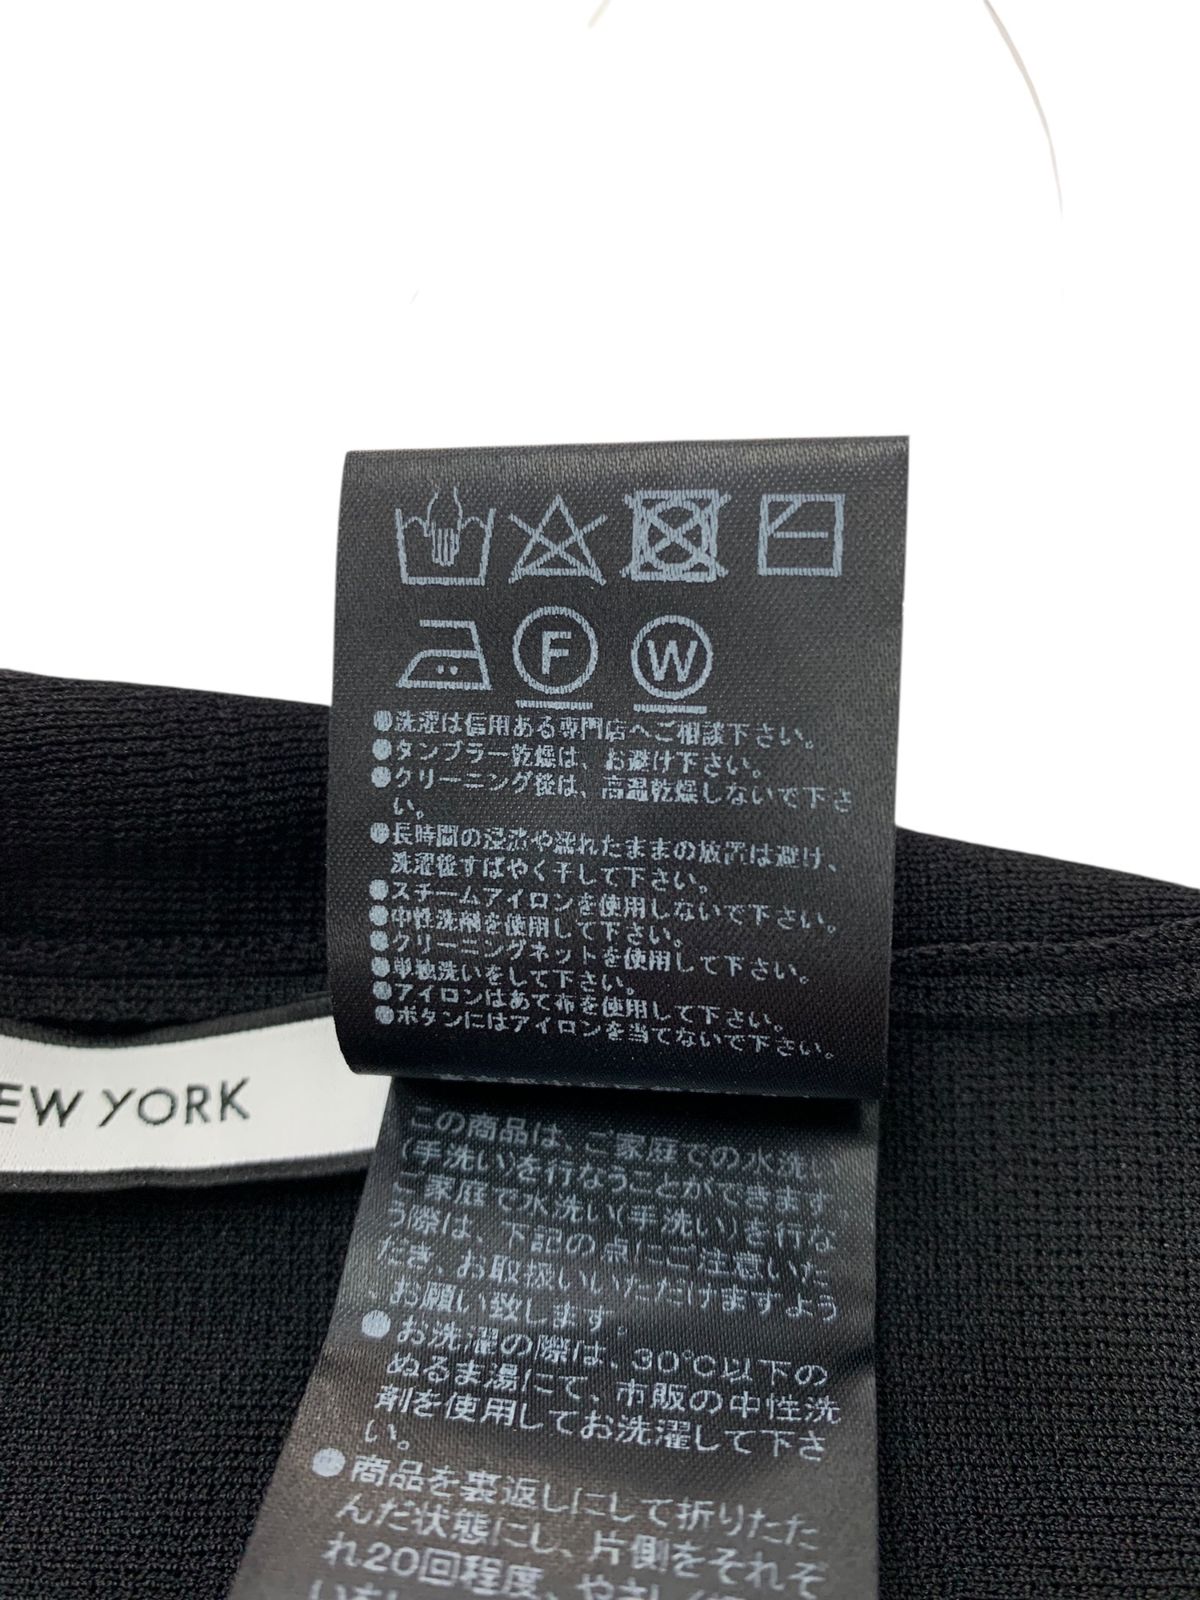 F W
●洗濯は信用ある専門店へご相談下さい。
●タンブラー乾燥は、お避け下さい。
●クリーニング後は、高温乾燥しないで下さ
い。
●長時間の浸漬や濡れたままの放置は避け、
洗濯後すばやく干して下さい。
●スチームアイロンを使用しないで下さい。
●中性洗剤を使用して下さい。
●クリーニングネットを使用して下さい。
●単独洗いをして下さい。
●アイロンはあて布を使用して下さい。
●ボタンにはアイロンを当てないで下さい。
EW YORK
この商品は、ご家庭での水洗い
(手洗い)を行なうことができます
ご家庭で水洗い(手洗い)を行な
う際は、下記の点にご注意いた
だき、お取扱いいただけますよう
、お願い致します。
●お洗濯の際は、30℃以下の
ぬるま湯にて、市販の中性洗
剤を使用してお洗濯して下さ
い。
●商品を裏返しにして折りたた
んだ状態にし、片側をそれぞ
れ20回程度、やさしく